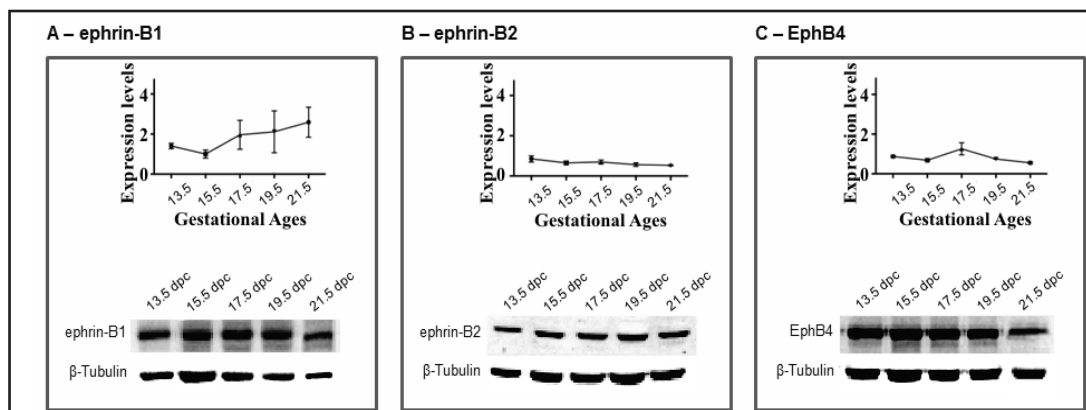 A – ephrin-B1
Expression levels
4
2
0
13.5
15.5
17.5
19.5
21.5
Gestational Ages
13.5 dpc
15.5 dpc
17.5 dpc
19.5 dpc
21.5 dpc
ephrin-B1
β-Tubulin
B – ephrin-B2
Expression levels
4
2
0
13.5
15.5
17.5
19.5
21.5
Gestational Ages
13.5 dpc
15.5 dpc
17.5 dpc
19.5 dpc
21.5 dpc
ephrin-B2
β-Tubulin
C – EphB4
Expression levels
4
2
0
13.5
15.5
17.5
19.5
21.5
Gestational Ages
13.5 dpc
15.5 dpc
17.5 dpc
19.5 dpc
21.5 dpc
EphB4
β-Tubulin